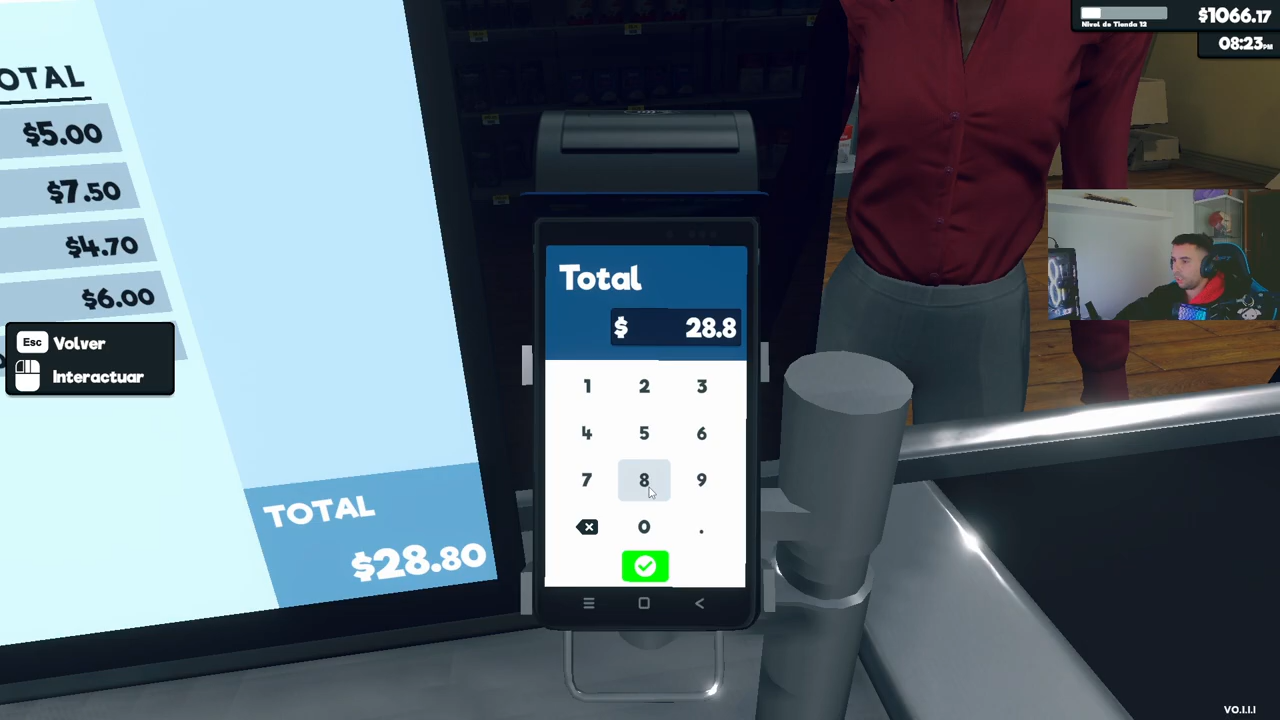 $1066.17
Nivel de Tienda 12
08:23PM
OTAL
$5.00
$7.50
$4.70
$6.00
Esc Volver
Interactuar
TOTAL
$28.80
Total
$ 28.8
1 2 3
4 5 6
7 8 9
0 .
V0.1.1.1